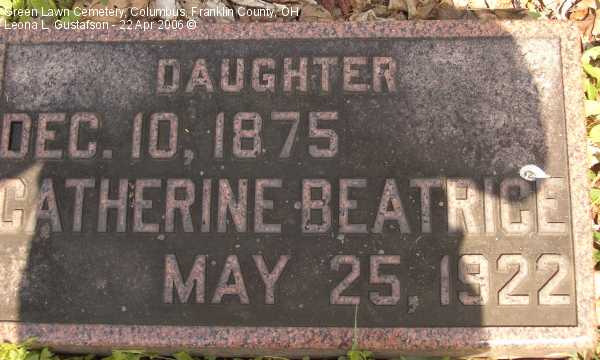 Green Lawn Cemetery, Columbus, Franklin County, OH
Leona L. Gustafson - 22 Apr 2006 ©
DAUGHTER
DEC. 10, 1875
CATHERINE BEATRICE
MAY 25, 1922